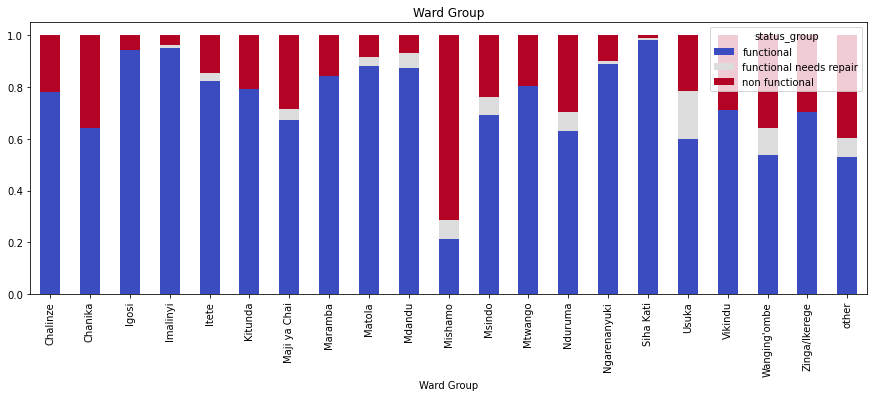 Ward Group
status_group
functional
functional needs repair
non functional
1.0
0.8
0.6
0.4
0.2
0.0
Chalinze
Chanika
Igosi
Imalinyi
Itete
Kitunda
Maji ya Chai
Maramba
Matola
Mdandu
Mishamo
Msindo
Mtwango
Nduruma
Ngarenanyuki
Siha Kati
Usuka
Vikindu
Wanging'ombe
Zinga/Ikerege
other
Ward Group